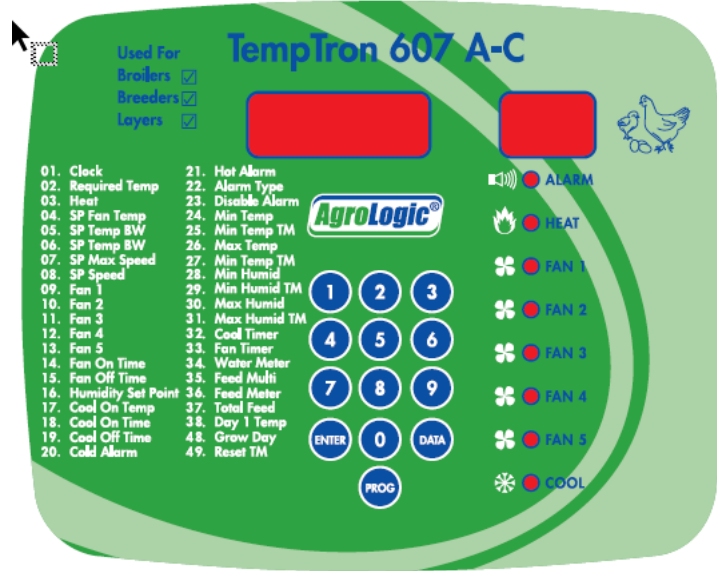 TempTron 607 A-C
Used For
Broilers ☑
Breeders ☑
Layers ☑
01. Clock
02. Required Temp
03. Heat
04. SP Fan Temp
05. SP Temp BW
06. SP Temp BW
07. SP Max Speed
08. SP Speed
09. Fan 1
10. Fan 2
11. Fan 3
12. Fan 4
13. Fan 5
14. Fan On Time
15. Fan Off Time
16. Humidity Set Point
17. Cool On Temp
18. Cool On Time
19. Cool Off Time
20. Cold Alarm
21. Hot Alarm
22. Alarm Type
23. Disable Alarm
24. Min Temp
25. Min Temp TM
26. Max Temp
27. Min Temp TM
28. Min Humid
29. Min Humid TM
30. Max Humid
31. Max Humid TM
32. Cool Timer
33. Fan Timer
34. Water Meter
35. Feed Multi
36. Feed Meter
37. Total Feed
38. Day 1 Temp
48. Grow Day
49. Reset TM
AgroLogic®
1 2 3
4 5 6
7 8 9
ENTER 0 DATA
PROG
ALARM
HEAT
FAN 1
FAN 2
FAN 3
FAN 4
FAN 5
COOL